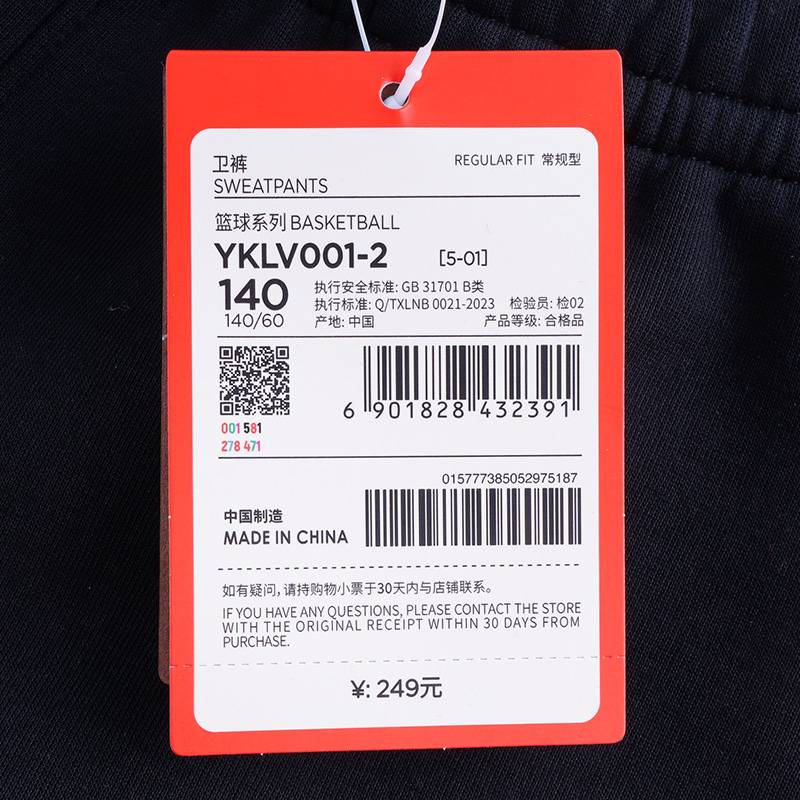 卫裤
REGULAR FIT 常规型
SWEATPANTS
篮球系列 BASKETBALL
YKLV001-2 [5-01]
140
140/60
执行安全标准: GB 31701 B类
执行标准: Q/TXLNB 0021-2023 检验员: 检02
产地: 中国 产品等级: 合格品
001 581
278 471
6 901828 432391
015777385052975187
中国制造
MADE IN CHINA
如有疑问，请持购物小票于30天内与店铺联系。
IF YOU HAVE ANY QUESTIONS, PLEASE CONTACT THE STORE
WITH THE ORIGINAL RECEIPT WITHIN 30 DAYS FROM
PURCHASE.
¥: 249元